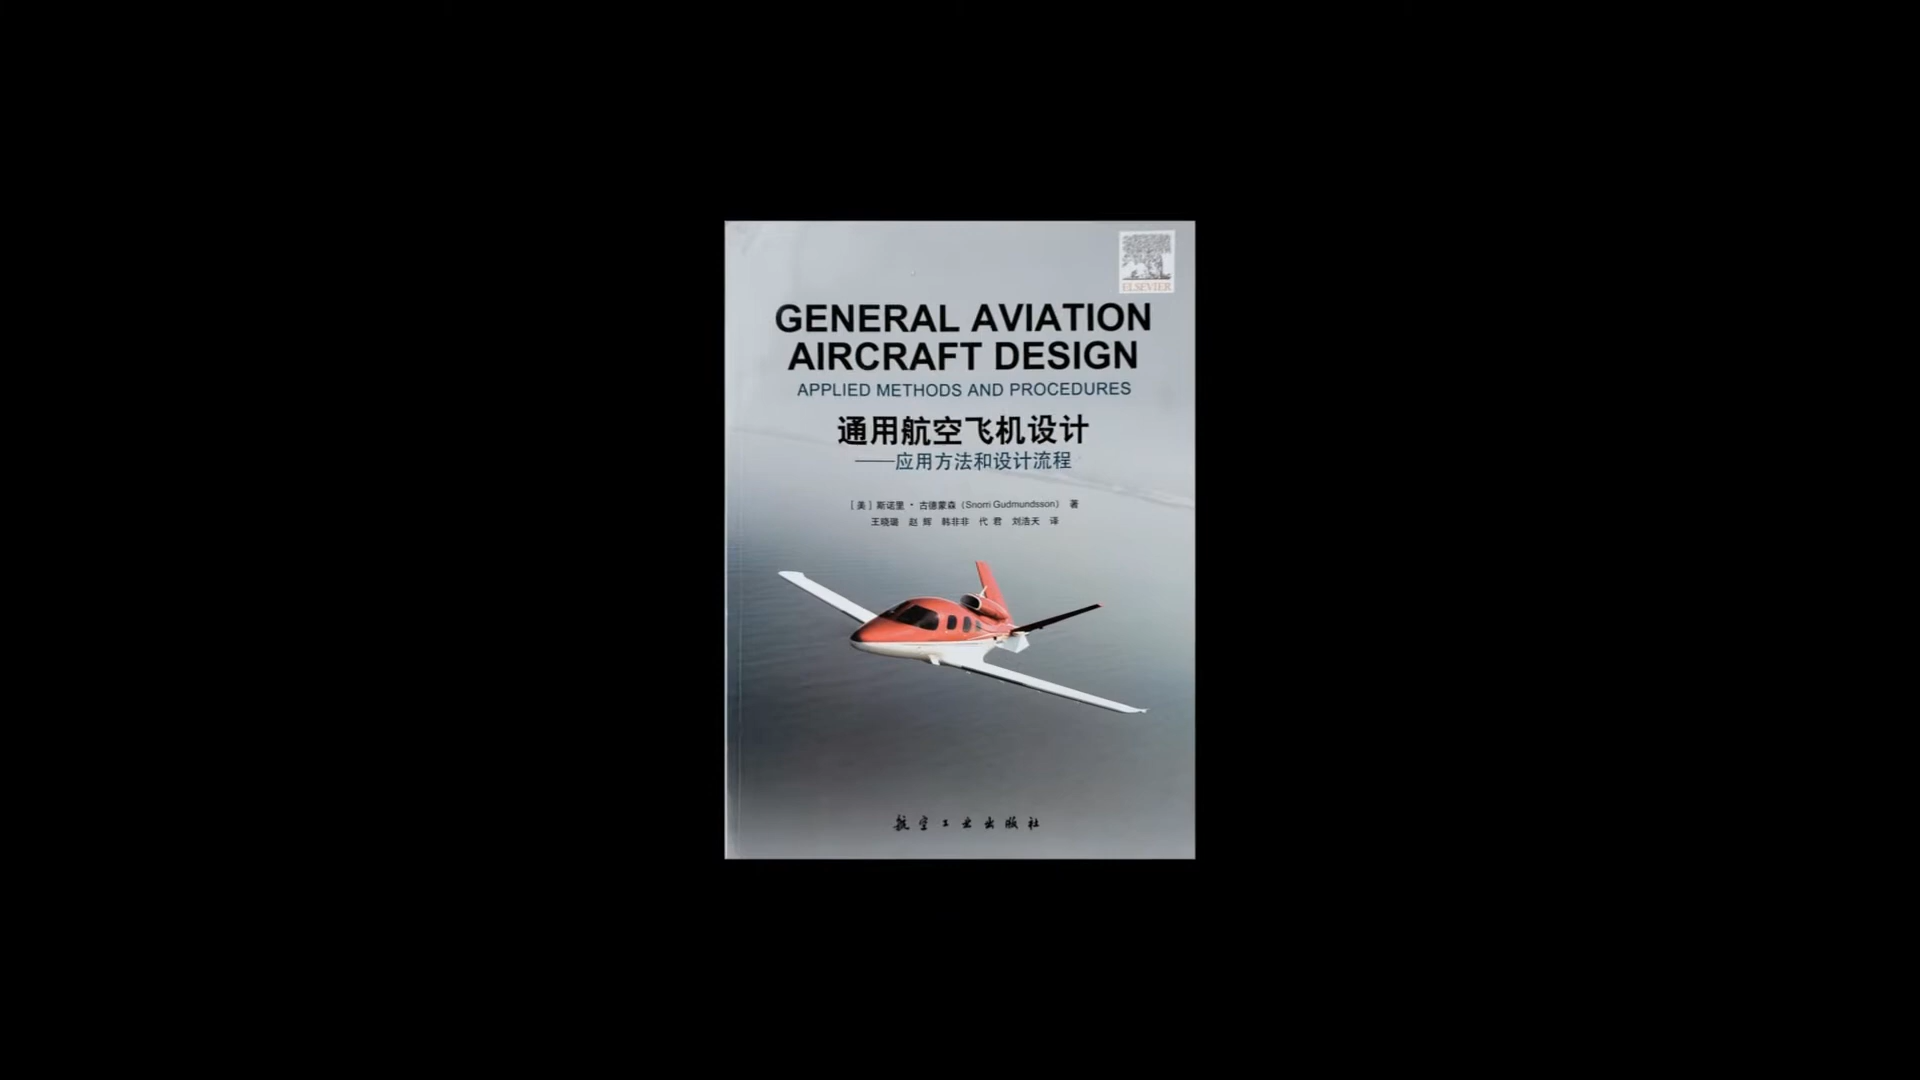 ELSEVIER
GENERAL AVIATION
AIRCRAFT DESIGN
APPLIED METHODS AND PROCEDURES
通用航空飞机设计
——应用方法和设计流程
[美] 斯诺里·古德蒙森 (Snorri Gudmundsson) 著
王晓璐 赵 辉 韩非非 代 君 刘浩天 译
航空工业出版社